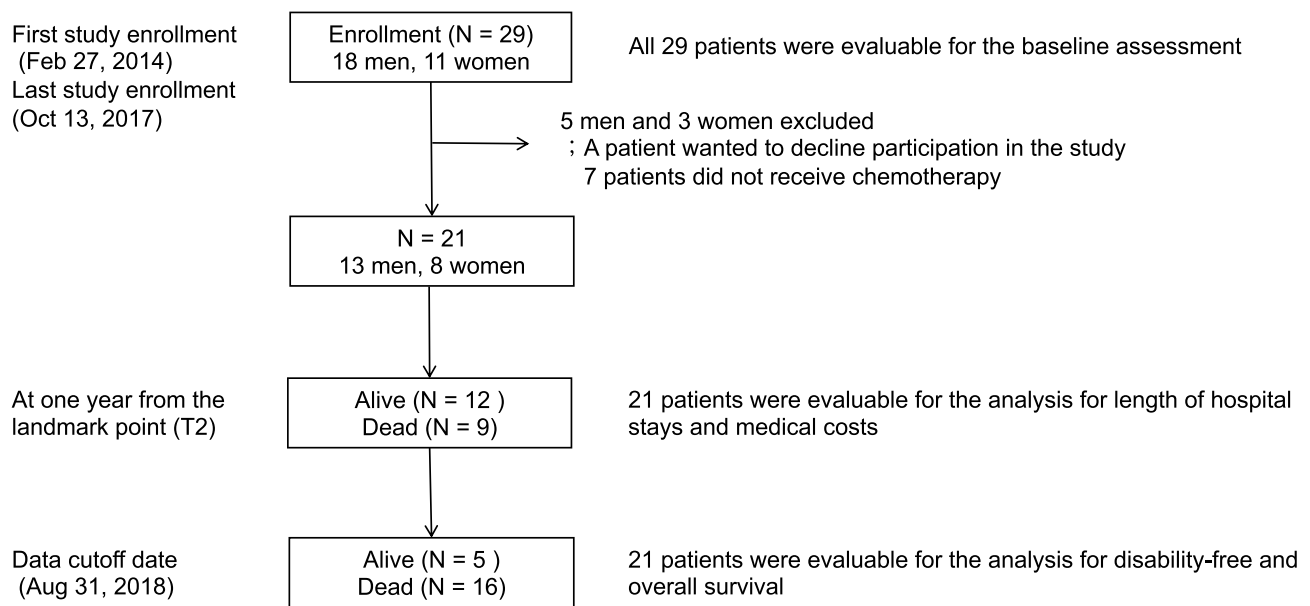 First study enrollment
(Feb 27, 2014)
Last study enrollment
(Oct 13, 2017)
Enrollment (N = 29)
18 men, 11 women
All 29 patients were evaluable for the baseline assessment
5 men and 3 women excluded
; A patient wanted to decline participation in the study
7 patients did not receive chemotherapy
N = 21
13 men, 8 women
At one year from the
landmark point (T2)
Alive (N = 12 )
Dead (N = 9)
21 patients were evaluable for the analysis for length of hospital
stays and medical costs
Data cutoff date
(Aug 31, 2018)
Alive (N = 5 )
Dead (N = 16)
21 patients were evaluable for the analysis for disability-free and
overall survival